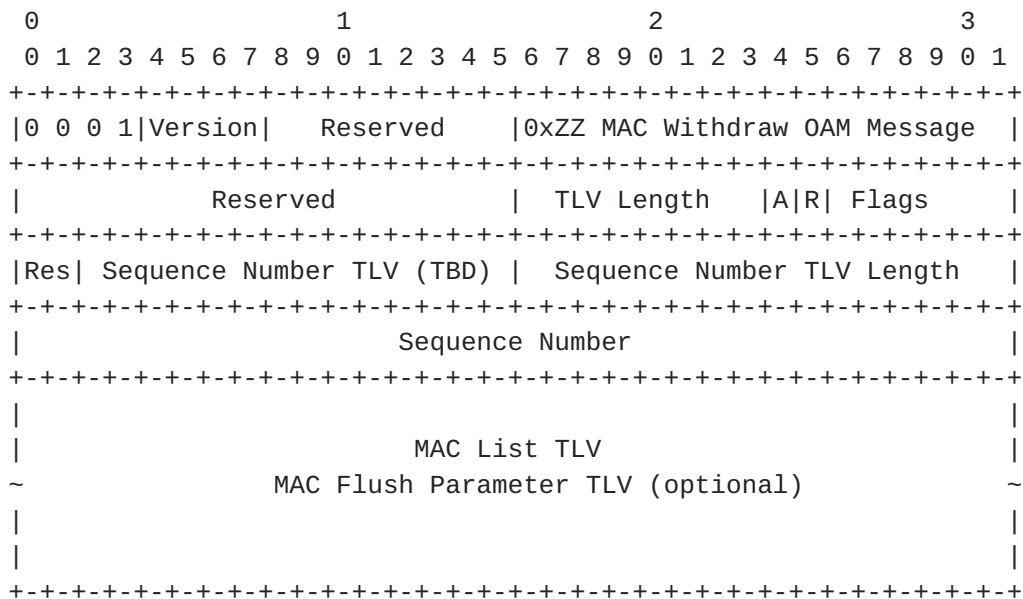 0                   1                   2                   3
 0 1 2 3 4 5 6 7 8 9 0 1 2 3 4 5 6 7 8 9 0 1 2 3 4 5 6 7 8 9 0 1
+-+-+-+-+-+-+-+-+-+-+-+-+-+-+-+-+-+-+-+-+-+-+-+-+-+-+-+-+-+-+-+-+
|0 0 0 1|Version|   Reserved    |0xZZ MAC Withdraw OAM Message  |
+-+-+-+-+-+-+-+-+-+-+-+-+-+-+-+-+-+-+-+-+-+-+-+-+-+-+-+-+-+-+-+-+
|            Reserved           |  TLV Length   |A|R| Flags     |
+-+-+-+-+-+-+-+-+-+-+-+-+-+-+-+-+-+-+-+-+-+-+-+-+-+-+-+-+-+-+-+-+
|Res| Sequence Number TLV (TBD) |  Sequence Number TLV Length   |
+-+-+-+-+-+-+-+-+-+-+-+-+-+-+-+-+-+-+-+-+-+-+-+-+-+-+-+-+-+-+-+-+
|                        Sequence Number                        |
+-+-+-+-+-+-+-+-+-+-+-+-+-+-+-+-+-+-+-+-+-+-+-+-+-+-+-+-+-+-+-+-+
|                                                               |
|                         MAC List TLV                          |
~                MAC Flush Parameter TLV (optional)             ~
|                                                               |
|                                                               |
+-+-+-+-+-+-+-+-+-+-+-+-+-+-+-+-+-+-+-+-+-+-+-+-+-+-+-+-+-+-+-+-+